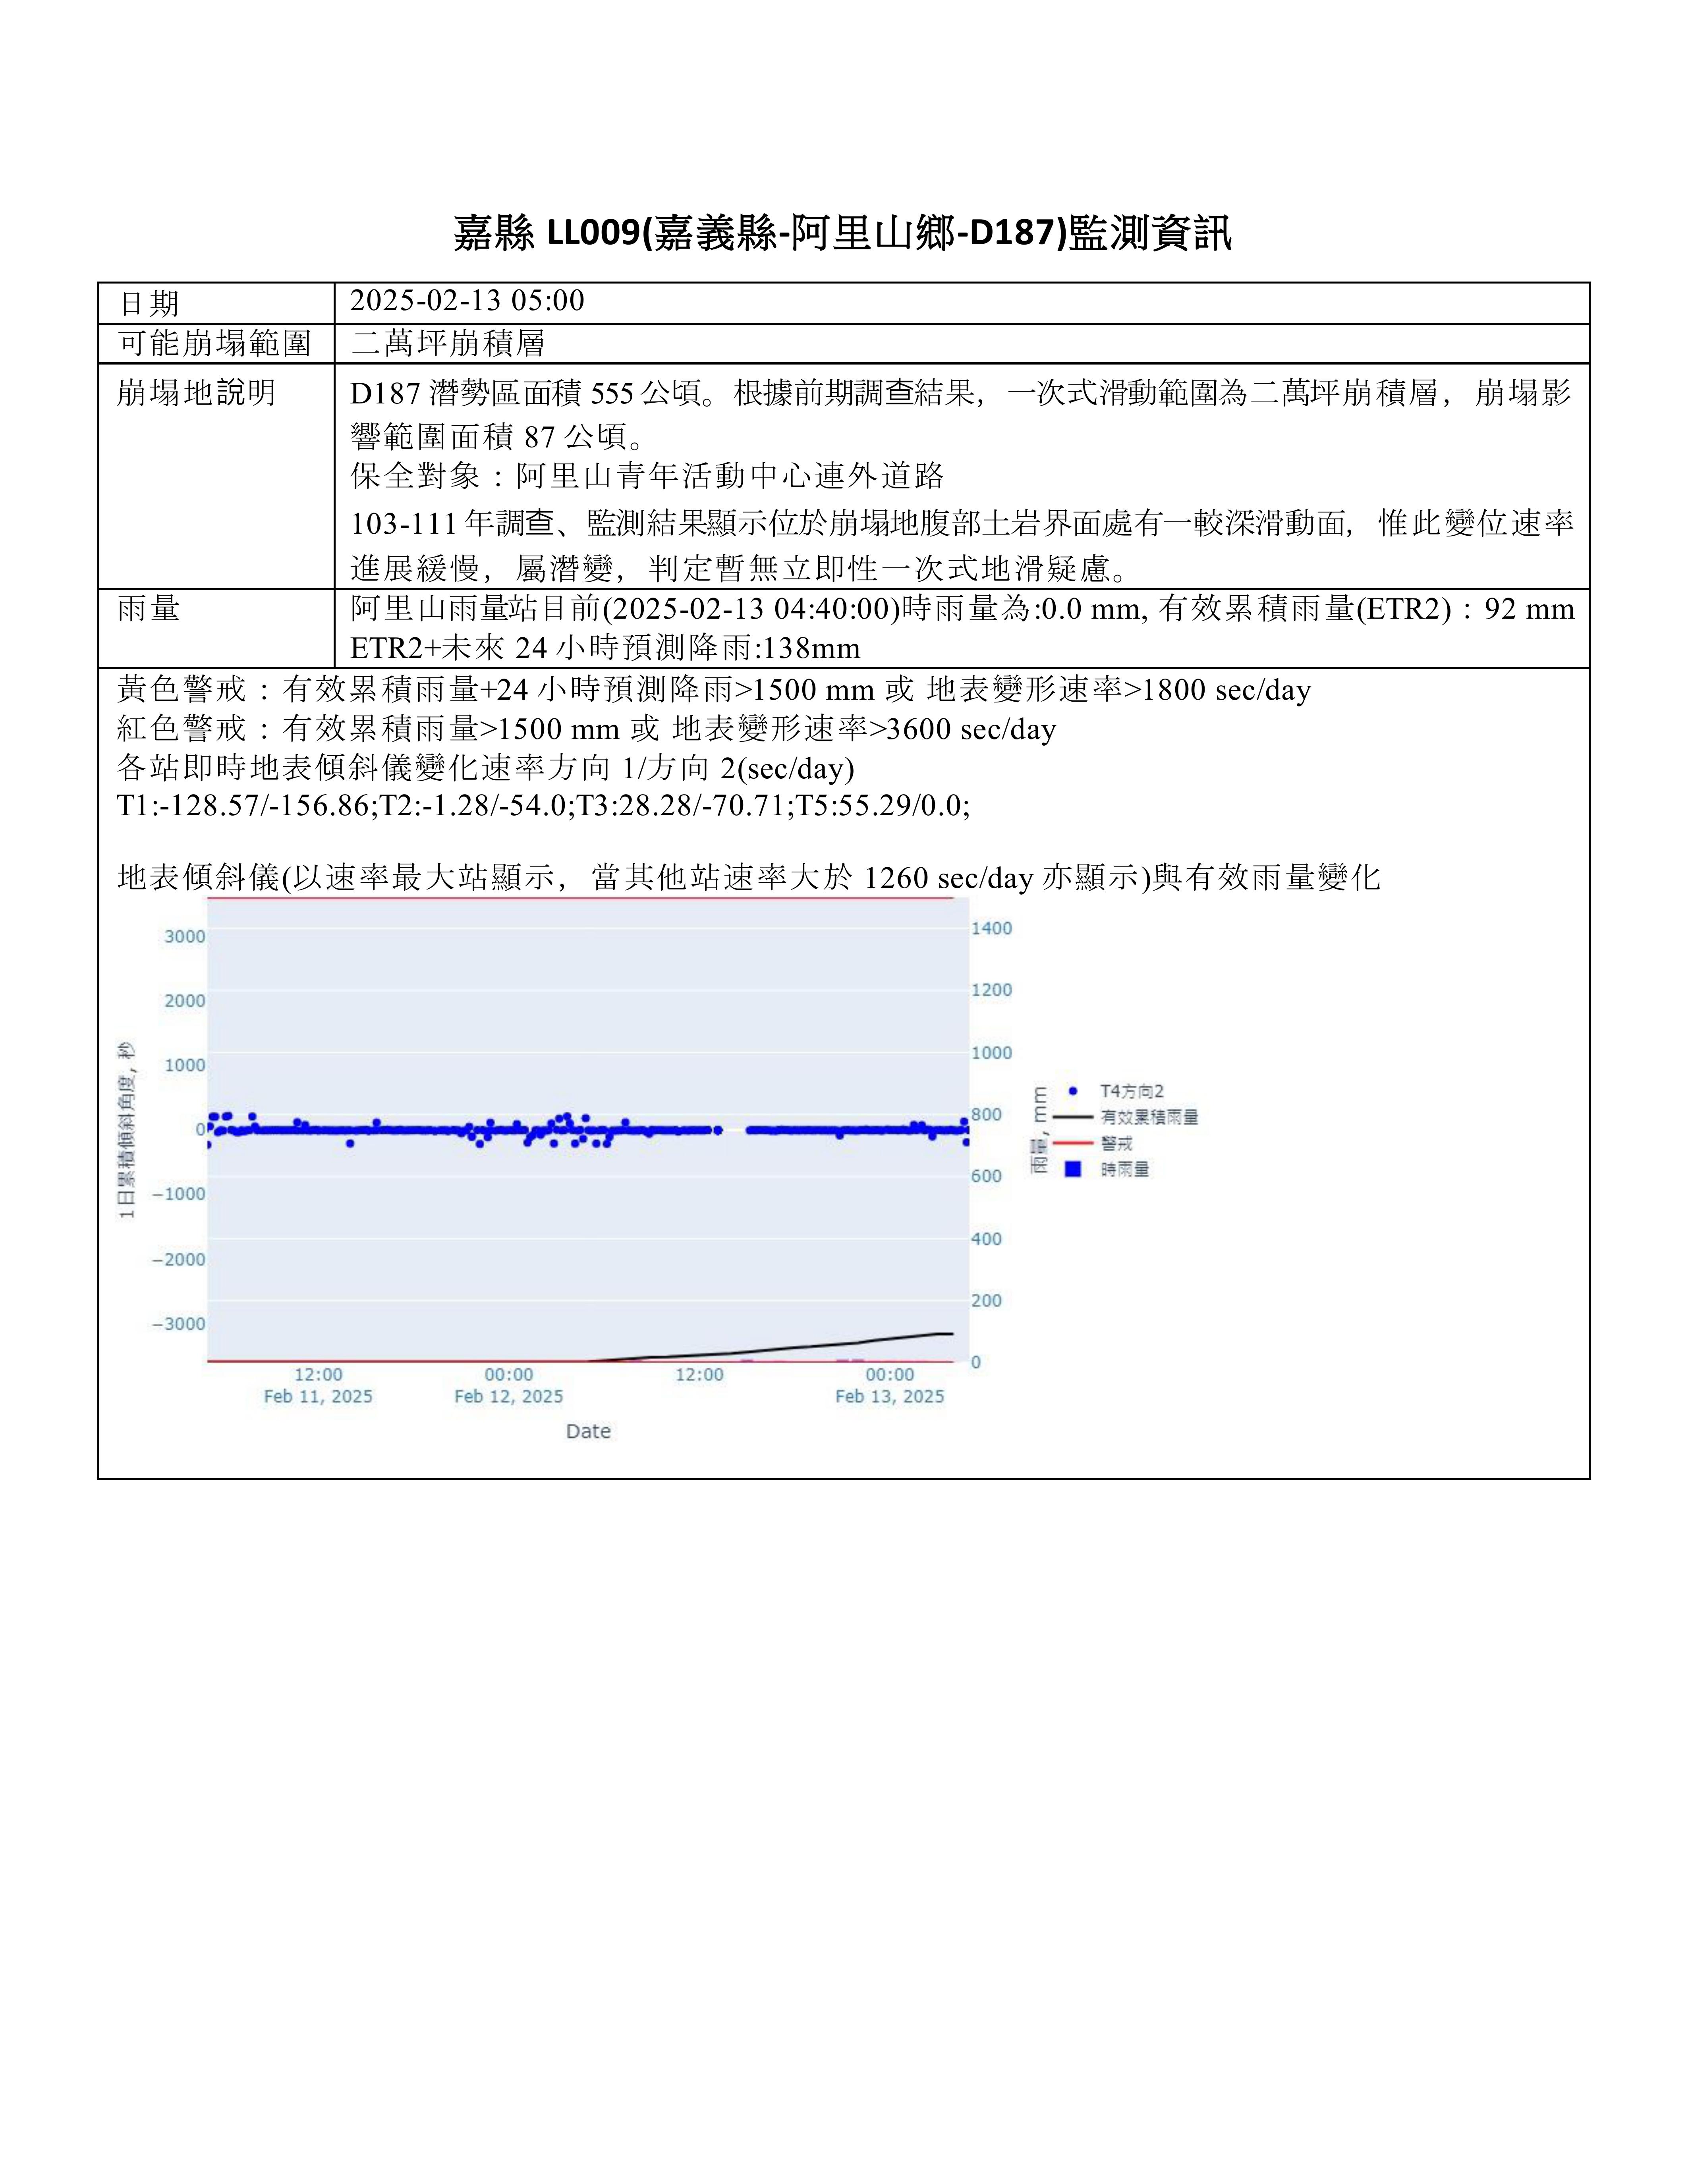 嘉縣 LL009(嘉義縣-阿里山鄉-D187)監測資訊
日期 2025-02-13 05:00
可能崩塌範圍 二萬坪崩積層
崩塌地說明 D187 潛勢區面積 555 公頃。根據前期調查結果，一次式滑動範圍為二萬坪崩積層，崩塌影
響範圍面積 87 公頃。
保全對象：阿里山青年活動中心連外道路
103-111 年調查、監測結果顯示位於崩塌地腹部土岩界面處有一較深滑動面，惟此變位速率
進展緩慢，屬潛變，判定暫無立即性一次式地滑疑慮。
雨量 阿里山雨量站目前(2025-02-13 04:40:00)時雨量為:0.0 mm, 有效累積雨量(ETR2)：92 mm
ETR2+未來 24 小時預測降雨:138mm
黃色警戒：有效累積雨量+24 小時預測降雨>1500 mm 或 地表變形速率>1800 sec/day
紅色警戒：有效累積雨量>1500 mm 或 地表變形速率>3600 sec/day
各站即時地表傾斜儀變化速率方向 1/方向 2(sec/day)
T1:-128.57/-156.86;T2:-1.28/-54.0;T3:28.28/-70.71;T5:55.29/0.0;
地表傾斜儀(以速率最大站顯示，當其他站速率大於 1260 sec/day 亦顯示)與有效雨量變化
1日累積傾斜角度, 秒
3000
2000
1000
0
−1000
−2000
−3000
1400
1200
1000
800
600
400
200
0
雨量, mm
T4方向2
有效累積雨量
警戒
時雨量
12:00 00:00 12:00 00:00
Feb 11, 2025 Feb 12, 2025 Feb 13, 2025
Date